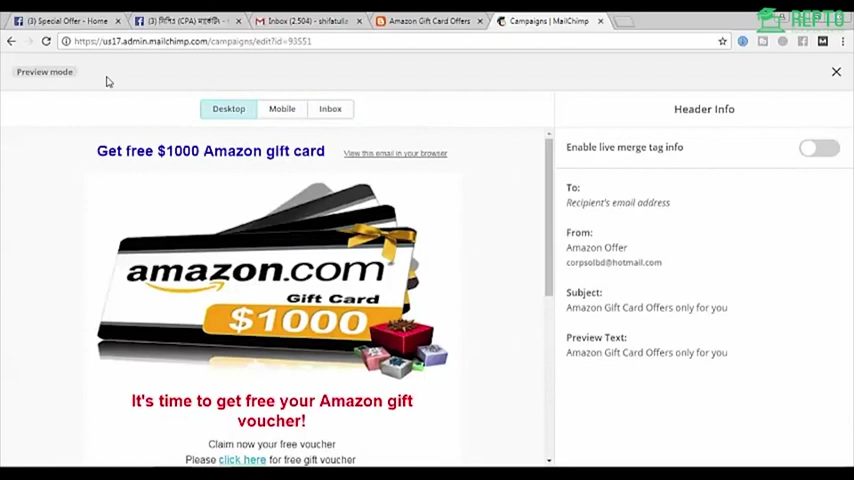 (3) Special Offer - Home
(3) সিপিএ (CPA) মার্কেটিং -
Inbox (2,504) - shifatulla
Amazon Gift Card Offers
Campaigns | MailChimp
REPTO
https://us17.admin.mailchimp.com/campaigns/edit?id=93551
Preview mode
Desktop
Mobile
Inbox
Header Info
Get free $1000 Amazon gift card
View this email in your browser
Enable live merge tag info
To:
Recipient's email address
From:
Amazon Offer
corpsolbd@hotmail.com
Subject:
Amazon Gift Card Offers only for you
Preview Text:
Amazon Gift Card Offers only for you
amazon.com
Gift Card
$1000
It's time to get free your Amazon gift
voucher!
Claim now your free voucher
Please click here for free gift voucher